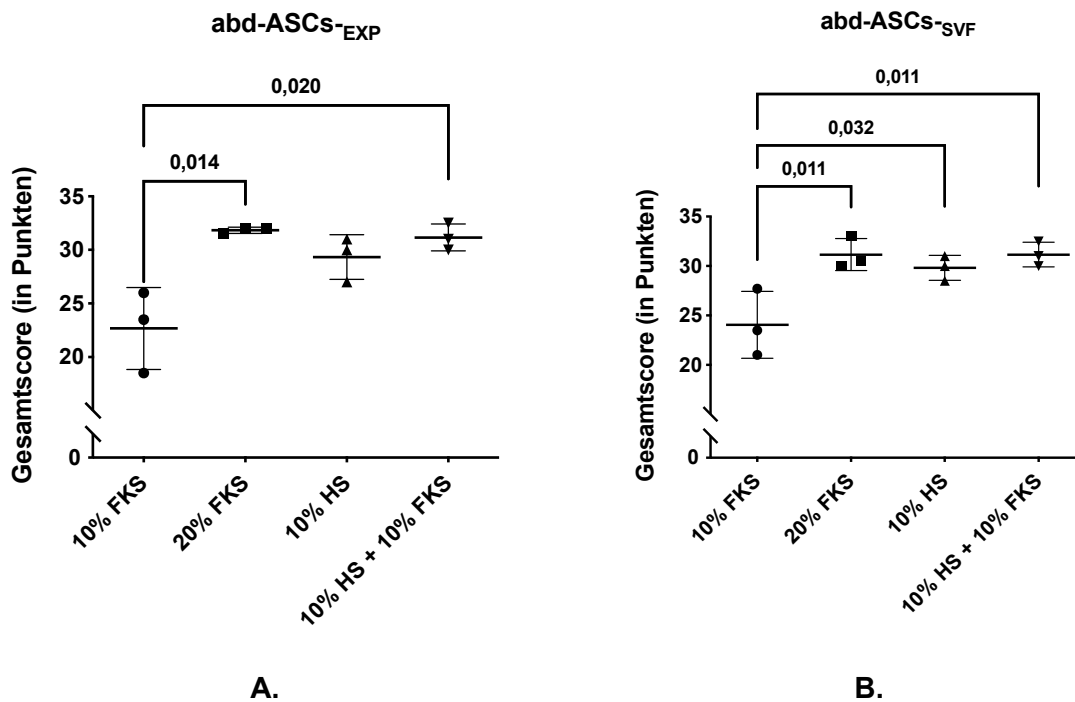 abd-ASCs-EXP
0,020
0,014
Gesamtscore (in Punkten)
35
30
25
20
0
10% FKS
20% FKS
10% HS
10% HS + 10% FKS
A.
abd-ASCs-SVF
0,011
0,032
0,011
Gesamtscore (in Punkten)
35
30
25
20
0
10% FKS
20% FKS
10% HS
10% HS + 10% FKS
B.